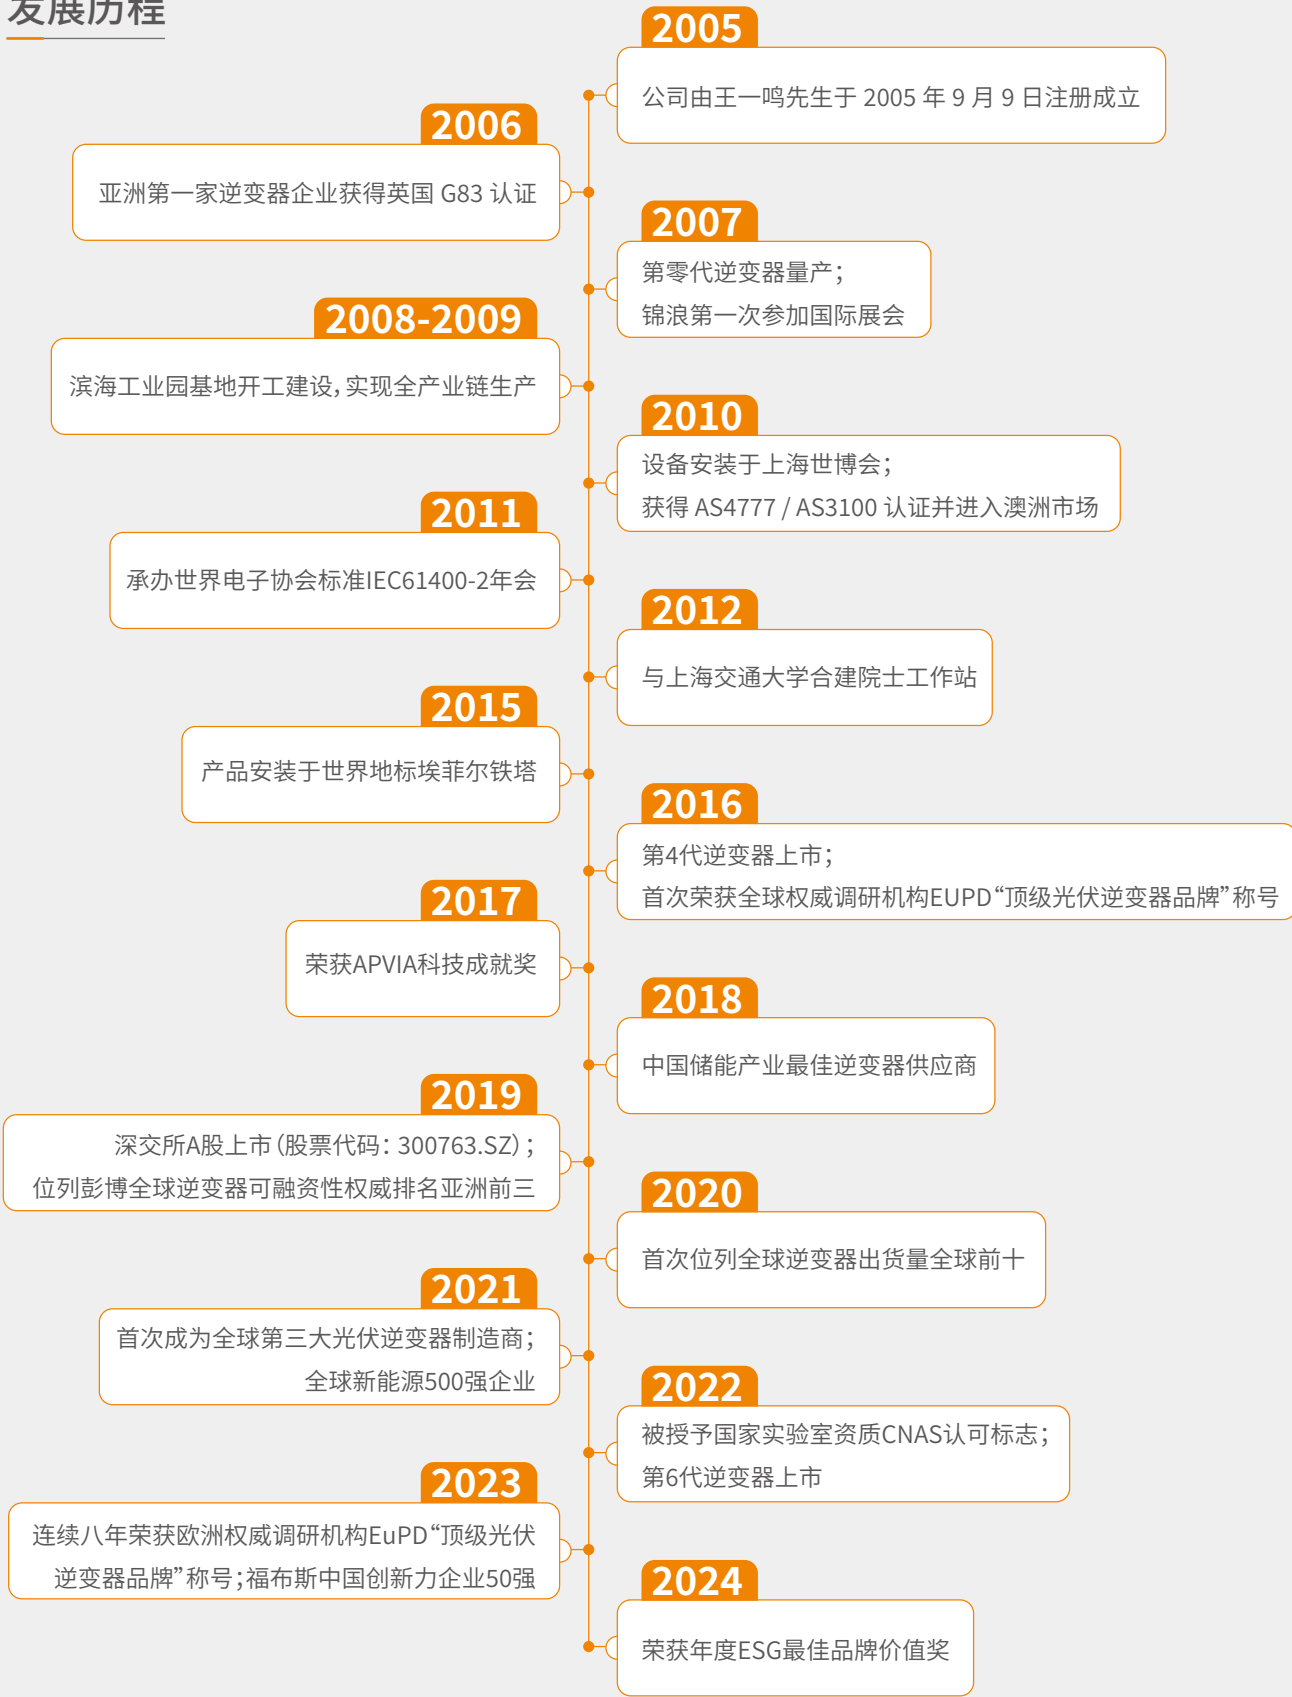 发展历程
2005
公司由王一鸣先生于 2005 年 9 月 9 日注册成立
2006
亚洲第一家逆变器企业获得英国 G83 认证
2007
第零代逆变器量产；
锦浪第一次参加国际展会
2008-2009
滨海工业园基地开工建设，实现全产业链生产
2010
设备安装于上海世博会；
获得 AS4777 / AS3100 认证并进入澳洲市场
2011
承办世界电子协会标准IEC61400-2年会
2012
与上海交通大学合建院士工作站
2015
产品安装于世界地标埃菲尔铁塔
2016
第4代逆变器上市；
首次荣获全球权威调研机构EUPD“顶级光伏逆变器品牌”称号
2017
荣获APVIA科技成就奖
2018
中国储能产业最佳逆变器供应商
2019
深交所A股上市（股票代码：300763.SZ）；
位列彭博全球逆变器可融资性权威排名亚洲前三
2020
首次位列全球逆变器出货量全球前十
2021
首次成为全球第三大光伏逆变器制造商；
全球新能源500强企业
2022
被授予国家实验室资质CNAS认可标志；
第6代逆变器上市
2023
连续八年荣获欧洲权威调研机构EuPD“顶级光伏
逆变器品牌”称号；福布斯中国创新力企业50强
2024
荣获年度ESG最佳品牌价值奖